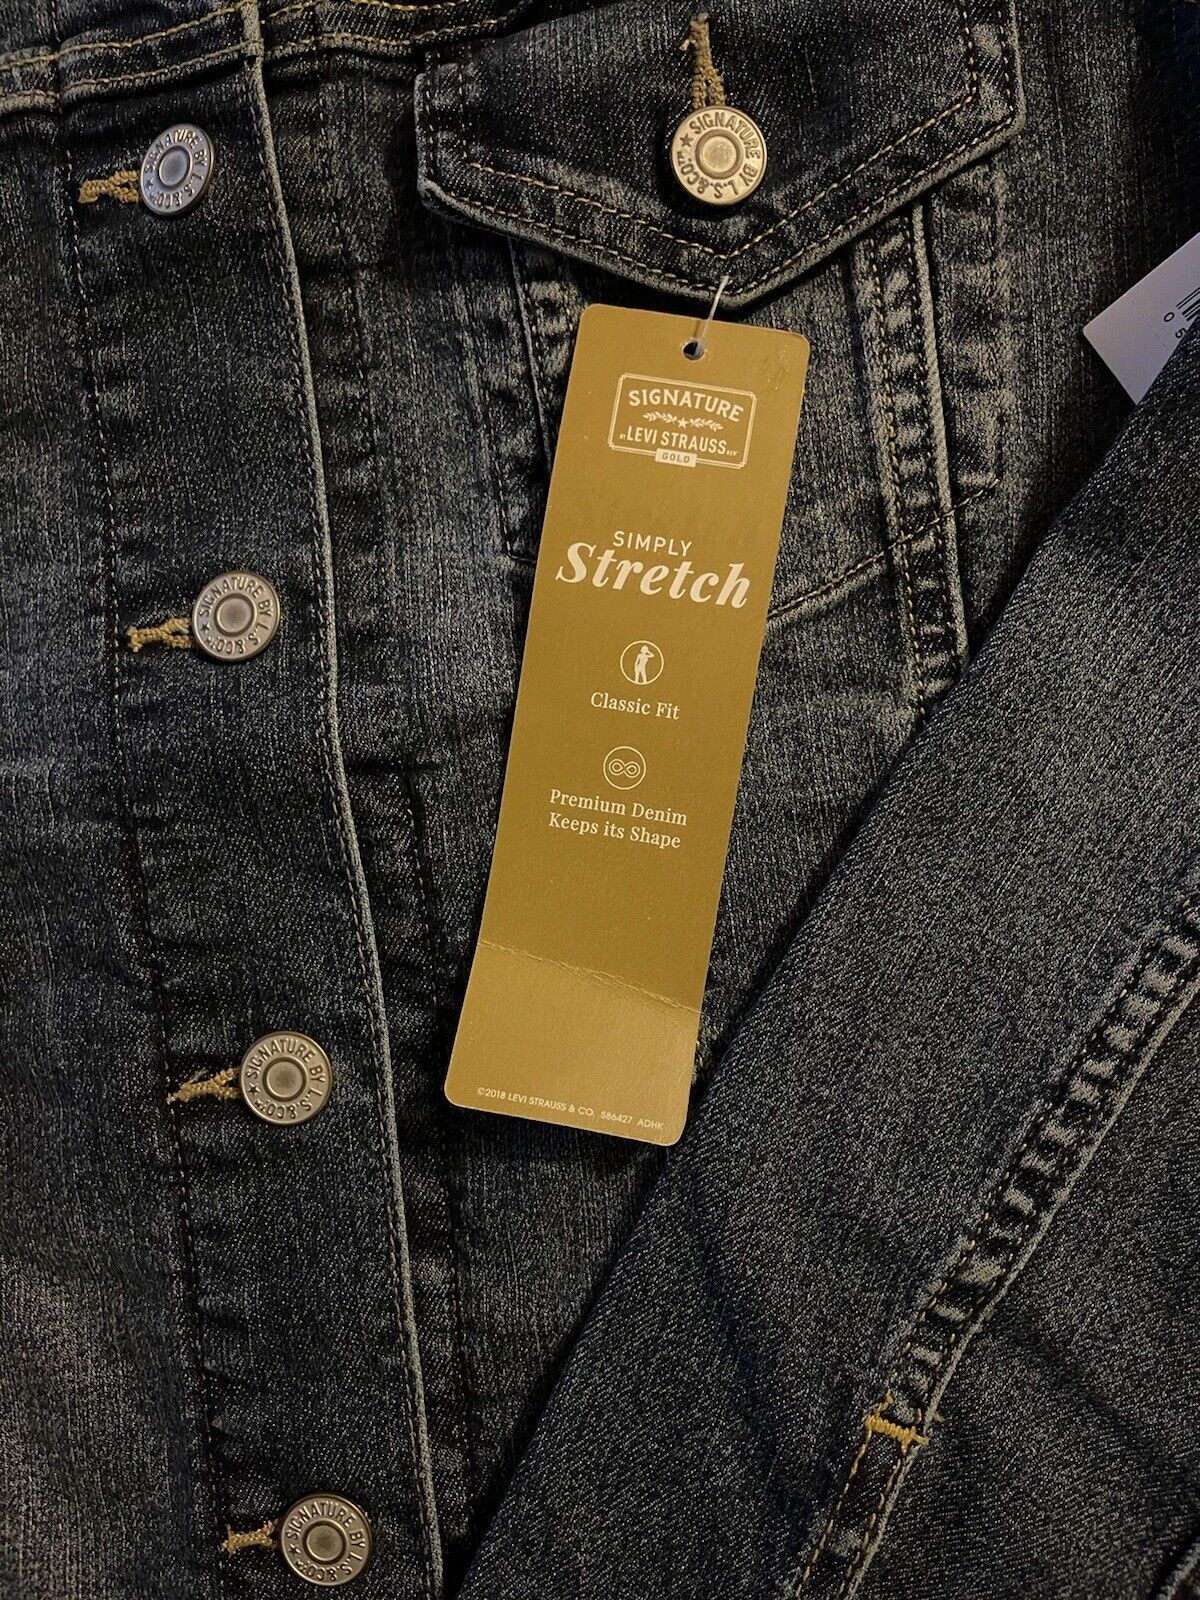 SIGNATURE BY L.S.&CO.
SIGNATURE BY L.S.&CO.
SIGNATURE
BY LEVI STRAUSS & CO
GOLD
SIMPLY
Stretch
Classic Fit
Premium Denim
Keeps its Shape
©2018 LEVI STRAUSS & CO. S86427 ADHK
SIGNATURE BY L.S.&CO.
SIGNATURE BY L.S.&CO.
SIGNATURE BY L.S.&CO.
05